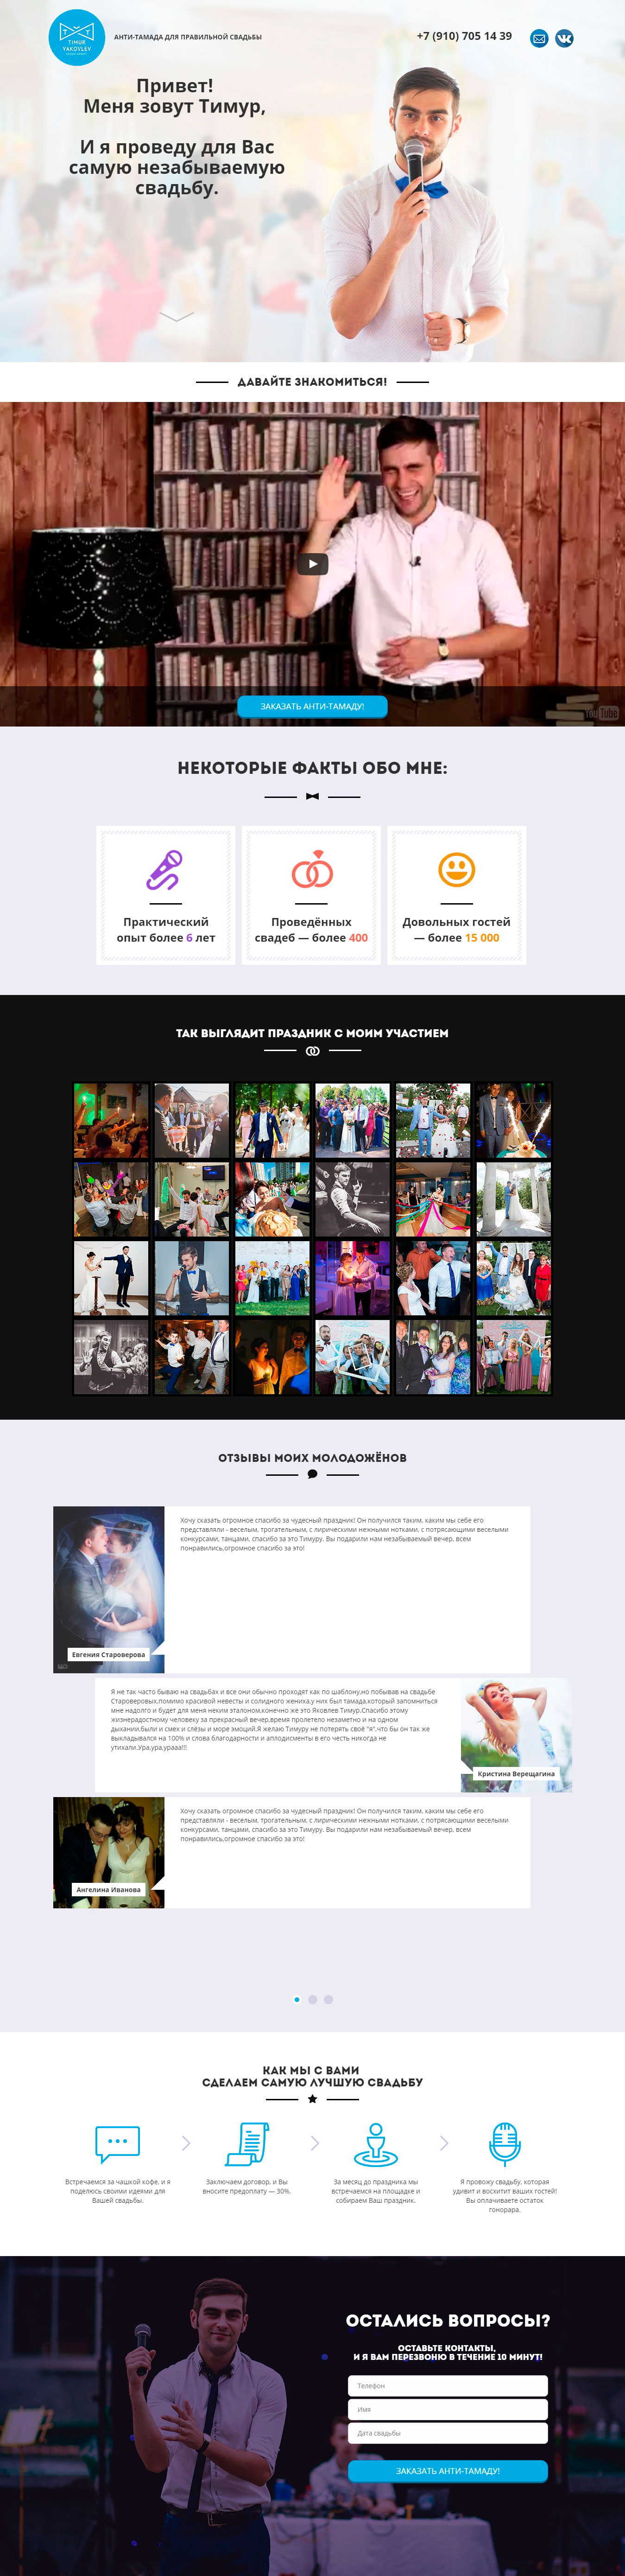 TIMUR
YAKOVLEV
АНТИ-ТАМАДА ДЛЯ ПРАВИЛЬНОЙ СВАДЬБЫ
+7 (910) 705 14 39
Привет!
Меня зовут Тимур,
И я проведу для Вас
самую незабываемую
свадьбу.
ДАВАЙТЕ ЗНАКОМИТЬСЯ!
ЗАКАЗАТЬ АНТИ-ТАМАДУ!
YouTube
НЕКОТОРЫЕ ФАКТЫ ОБО МНЕ:
Практический
опыт более 6 лет
Проведённых
свадеб — более 400
Довольных гостей
— более 15 000
ТАК ВЫГЛЯДИТ ПРАЗДНИК С МОИМ УЧАСТИЕМ
ОТЗЫВЫ МОИХ МОЛОДОЖЁНОВ
Хочу сказать огромное спасибо за чудесный праздник! Он получился таким, каким мы себе его
представляли - веселым, трогательным, с лирическими нежными нотками, с потрясающими веселыми
конкурсами, танцами, спасибо за это Тимуру. Вы подарили нам незабываемый вечер, всем
понравились,огромное спасибо за это!
Евгения Староверова
Я не так часто бываю на свадьбах и все они обычно проходят как по шаблону,но побывав на свадьбе
Староверовых,помимо красивой невесты и солидного жениха,у них был тамада,который запомниться
мне надолго и будет для меня неким эталоном,конечно же это Яковлев Тимур.Спасибо этому
жизнерадостному человеку за прекрасный вечер,время пролетело незаметно и на одном
дыхании,были и смех и слёзы и море эмоций.Я желаю Тимуру не потерять своё "я",что бы он так же
выкладывался на 100% и слова благодарности и апплодисменты в его честь никогда не
утихали.Ура,ура,урааа!!!
Кристина Верещагина
Хочу сказать огромное спасибо за чудесный праздник! Он получился таким, каким мы себе его
представляли - веселым, трогательным, с лирическими нежными нотками, с потрясающими веселыми
конкурсами, танцами, спасибо за это Тимуру. Вы подарили нам незабываемый вечер, всем
понравились,огромное спасибо за это!
Ангелина Иванова
КАК МЫ С ВАМИ
СДЕЛАЕМ САМУЮ ЛУЧШУЮ СВАДЬБУ
Встречаемся за чашкой кофе, и я
поделюсь своими идеями для
Вашей свадьбы.
Заключаем договор, и Вы
вносите предоплату — 30%.
За месяц до праздника мы
встречаемся на площадке и
собираем Ваш праздник.
Я провожу свадьбу, которая
удивит и восхитит ваших гостей!
Вы оплачиваете остаток
гонорара.
ОСТАЛИСЬ ВОПРОСЫ?
ОСТАВЬТЕ КОНТАКТЫ,
И Я ВАМ ПЕРЕЗВОНЮ В ТЕЧЕНИЕ 10 МИНУТ!
Телефон
Имя
Дата свадьбы
ЗАКАЗАТЬ АНТИ-ТАМАДУ!